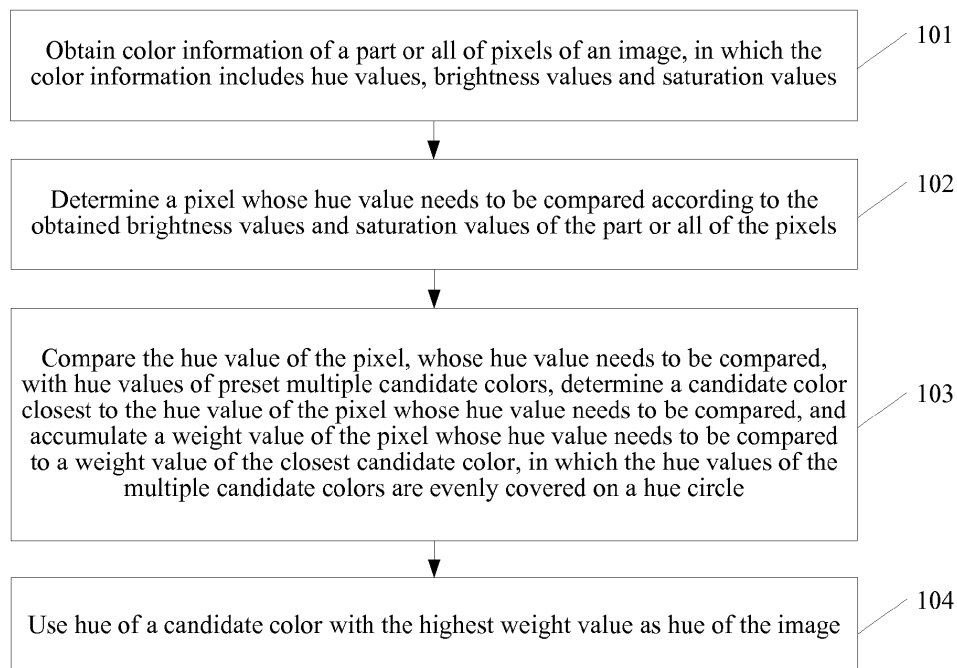 Obtain color information of a part or all of pixels of an image, in which the
color information includes hue values, brightness values and saturation values
101
Determine a pixel whose hue value needs to be compared according to the
obtained brightness values and saturation values of the part or all of the pixels
102
Compare the hue value of the pixel, whose hue value needs to be compared,
with hue values of preset multiple candidate colors, determine a candidate color
closest to the hue value of the pixel whose hue value needs to be compared, and
accumulate a weight value of the pixel whose hue value needs to be compared
to a weight value of the closest candidate color, in which the hue values of the
multiple candidate colors are evenly covered on a hue circle
103
Use hue of a candidate color with the highest weight value as hue of the image
104